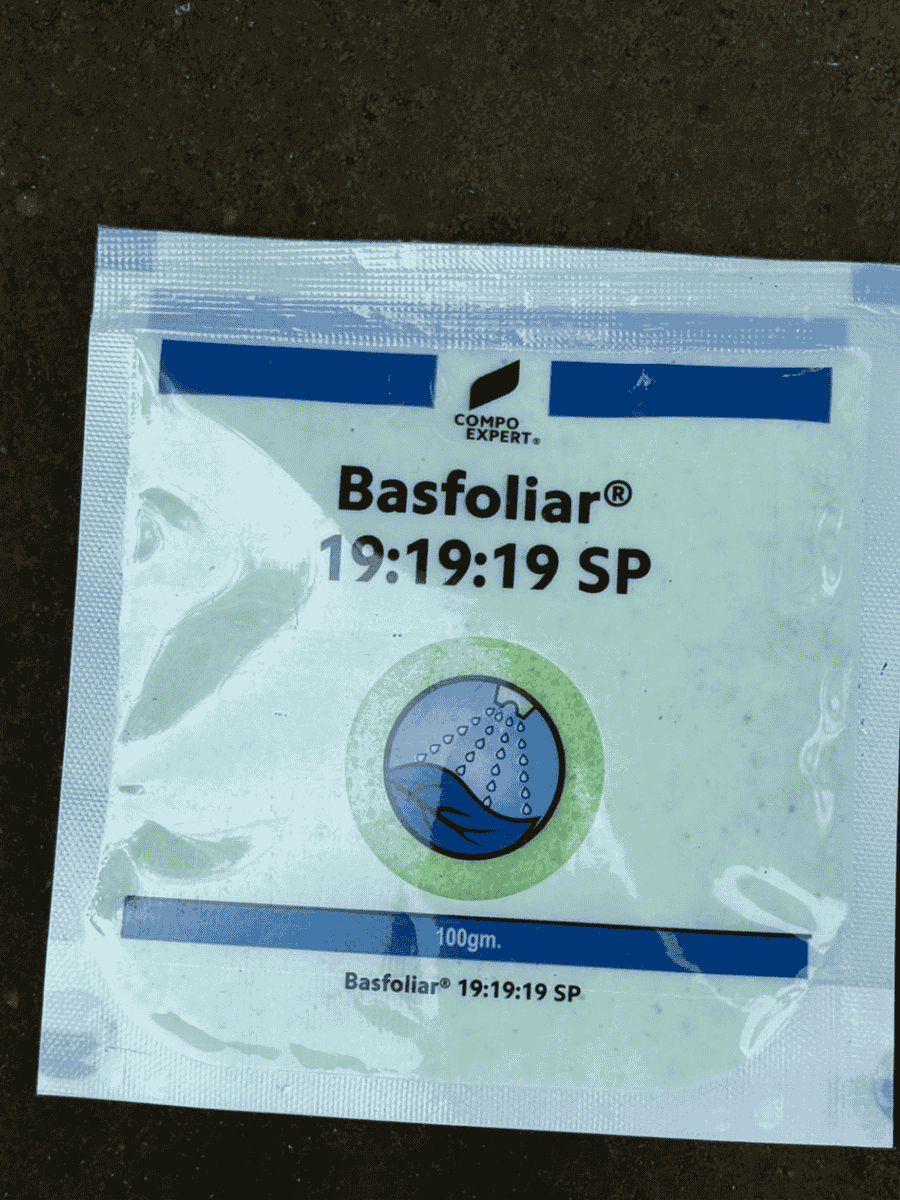 COMPO
EXPERT®
Basfoliar®
19:19:19 SP
100gm.
Basfoliar® 19:19:19 SP